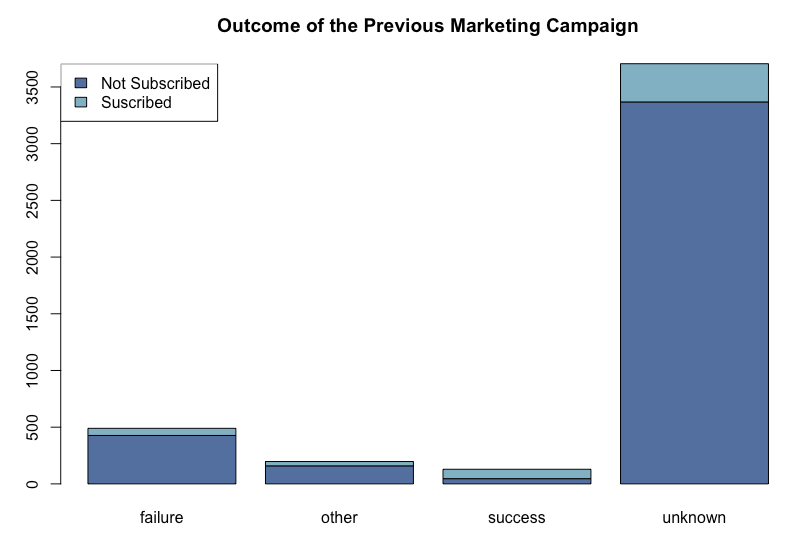 Outcome of the Previous Marketing Campaign
Not Subscribed
Suscribed
3500
3000
2500
2000
1500
1000
500
0
failure other success unknown